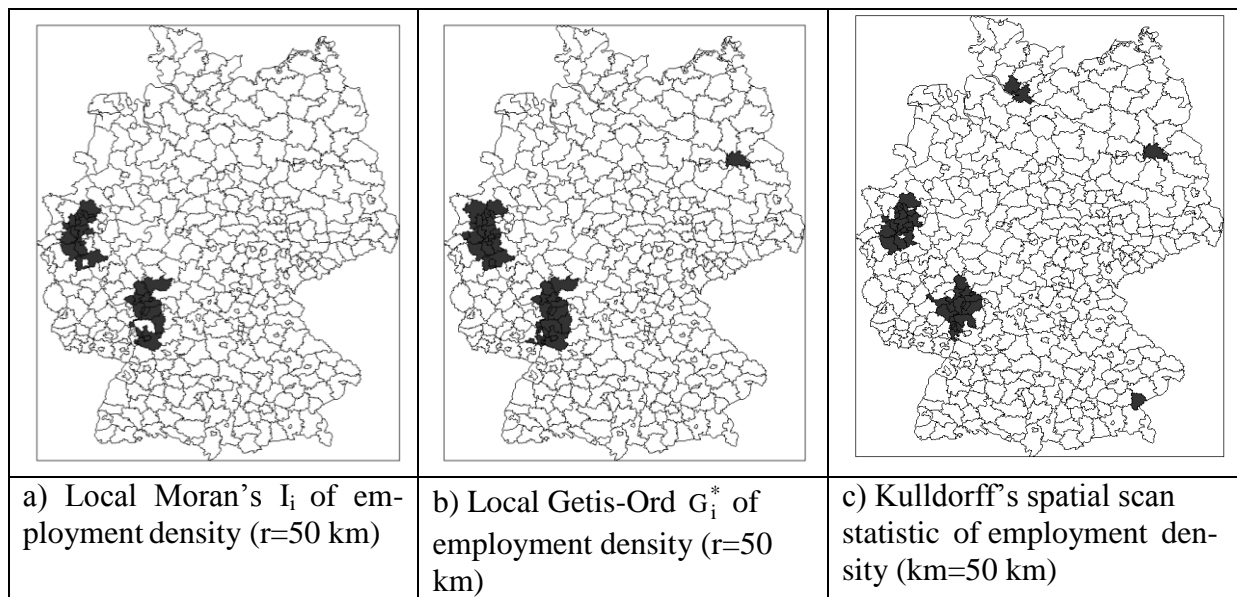 a) Local Moran's Ii of em-
ployment density (r=50 km)
b) Local Getis-Ord G*i of
employment density (r=50
km)
c) Kulldorff's spatial scan
statistic of employment den-
sity (km=50 km)